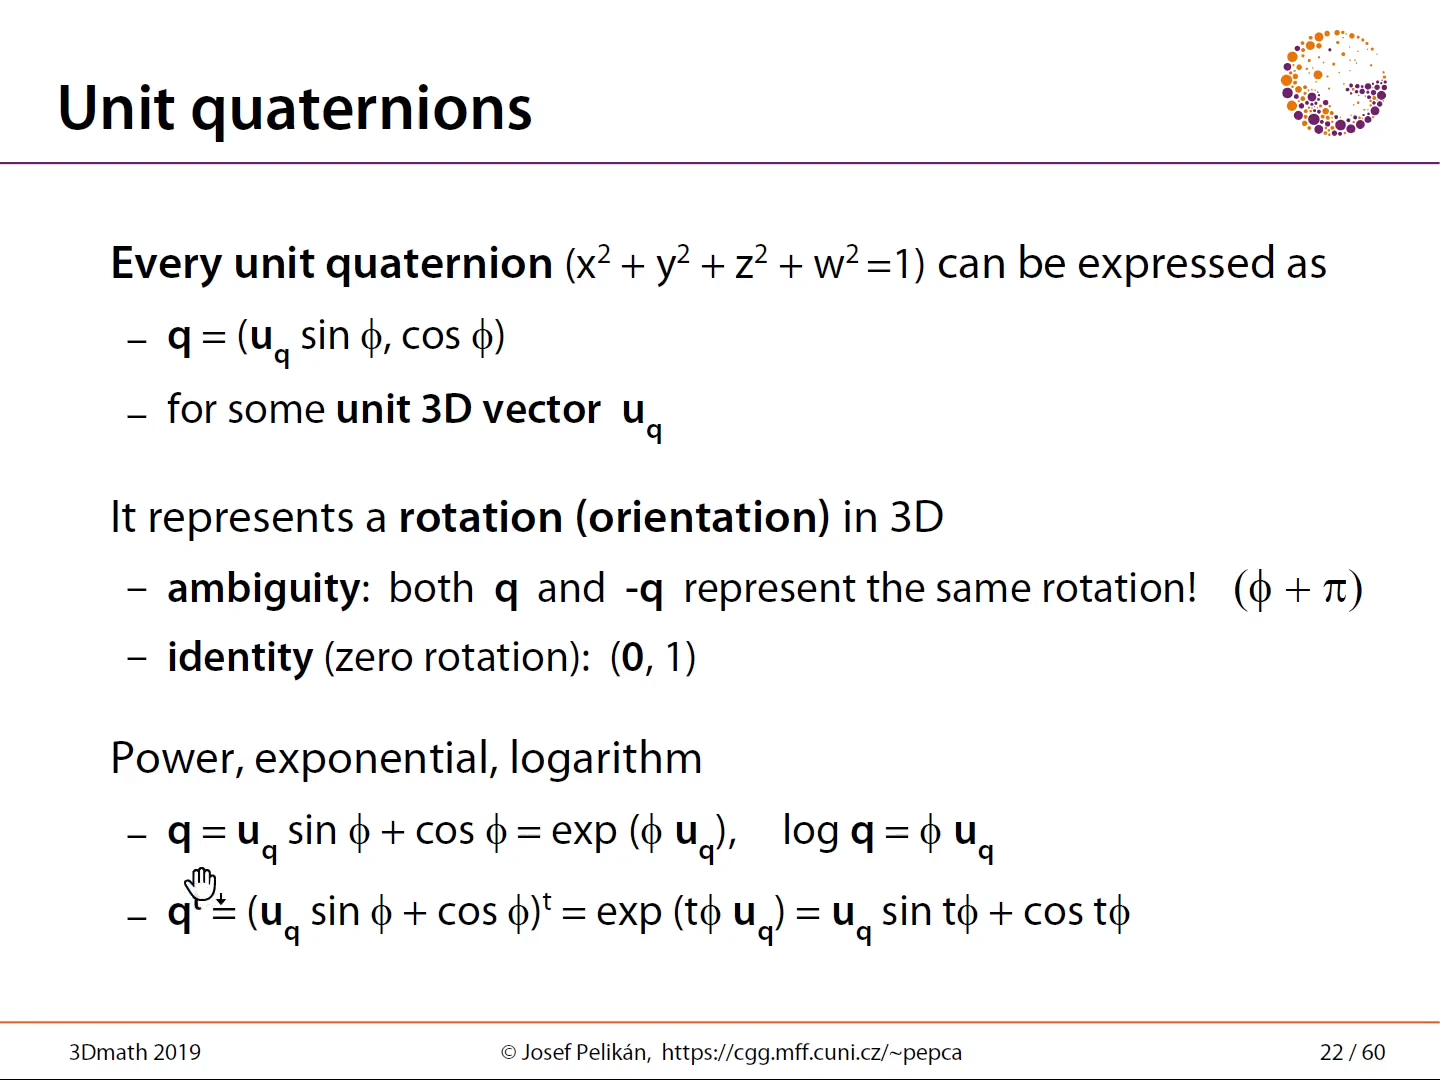 Unit quaternions
Every unit quaternion (x² + y² + z² + w² =1) can be expressed as
– q = (u_q sin ϕ, cos ϕ)
– for some unit 3D vector u_q
It represents a rotation (orientation) in 3D
– ambiguity: both q and -q represent the same rotation! (ϕ + π)
– identity (zero rotation): (0, 1)
Power, exponential, logarithm
– q = u_q sin ϕ + cos ϕ = exp (ϕ u_q), log q = ϕ u_q
– qᵗ = (u_q sin ϕ + cos ϕ)ᵗ = exp (tϕ u_q) = u_q sin tϕ + cos tϕ
3Dmath 2019 © Josef Pelikán, https://cgg.mff.cuni.cz/~pepca 22 / 60